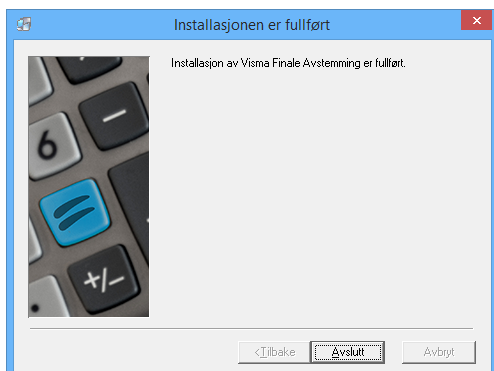 Installasjonen er fullført
Installasjon av Visma Finale Avstemming er fullført.
6
−
+/−
<Tilbake
Avslutt
Avbryt